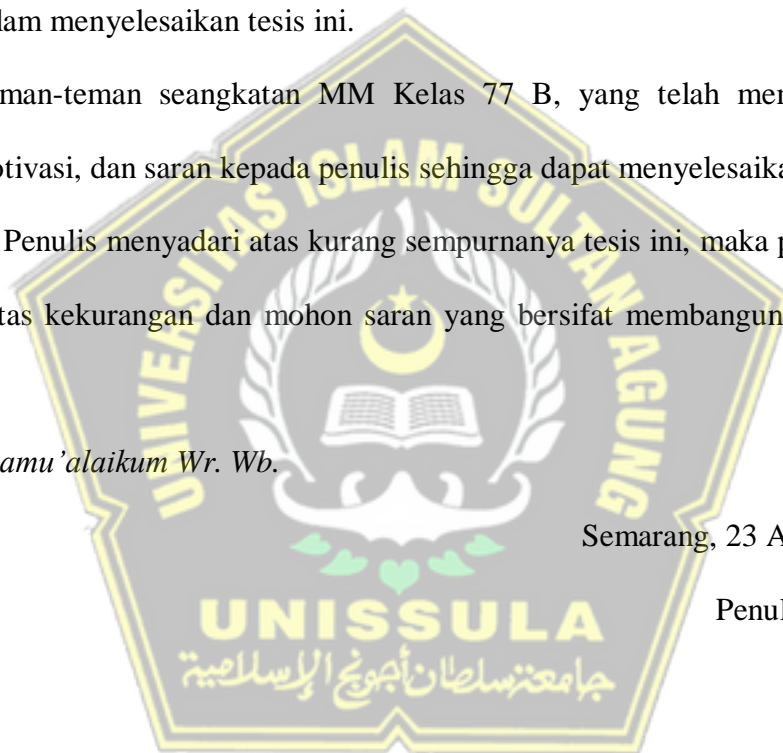 lam menyelesaikan tesis ini.
man-teman seangkatan MM Kelas 77 B, yang telah mem
otivasi, dan saran kepada penulis sehingga dapat menyelesaika
Penulis menyadari atas kurang sempurnanya tesis ini, maka p
tas kekurangan dan mohon saran yang bersifat membangun
amu’alaikum Wr. Wb.
Semarang, 23 A
Penul
UNIVERSITAS ISLAM SULTAN AGUNG
UNISSULA
جامعة سلطان أجونج الإسلامية